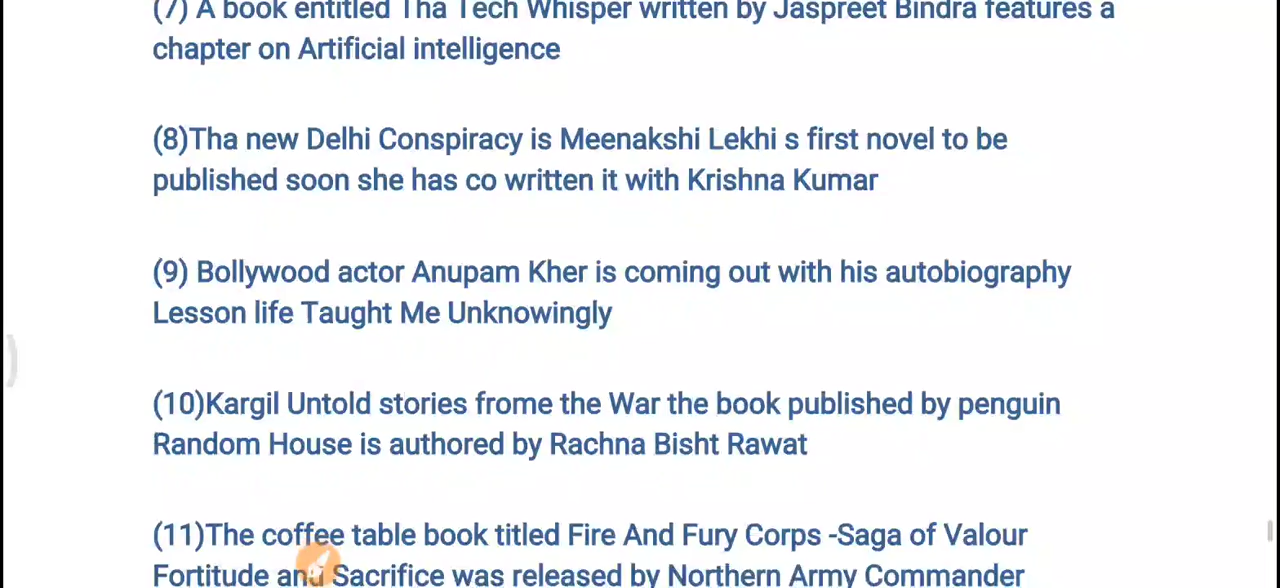 (7) A book entitled Tha Tech Whisper written by Jaspreet Bindra features a
chapter on Artificial intelligence
(8)Tha new Delhi Conspiracy is Meenakshi Lekhi s first novel to be
published soon she has co written it with Krishna Kumar
(9) Bollywood actor Anupam Kher is coming out with his autobiography
Lesson life Taught Me Unknowingly
(10)Kargil Untold stories frome the War the book published by penguin
Random House is authored by Rachna Bisht Rawat
(11)The coffee table book titled Fire And Fury Corps -Saga of Valour
Fortitude and Sacrifice was released by Northern Army Commander